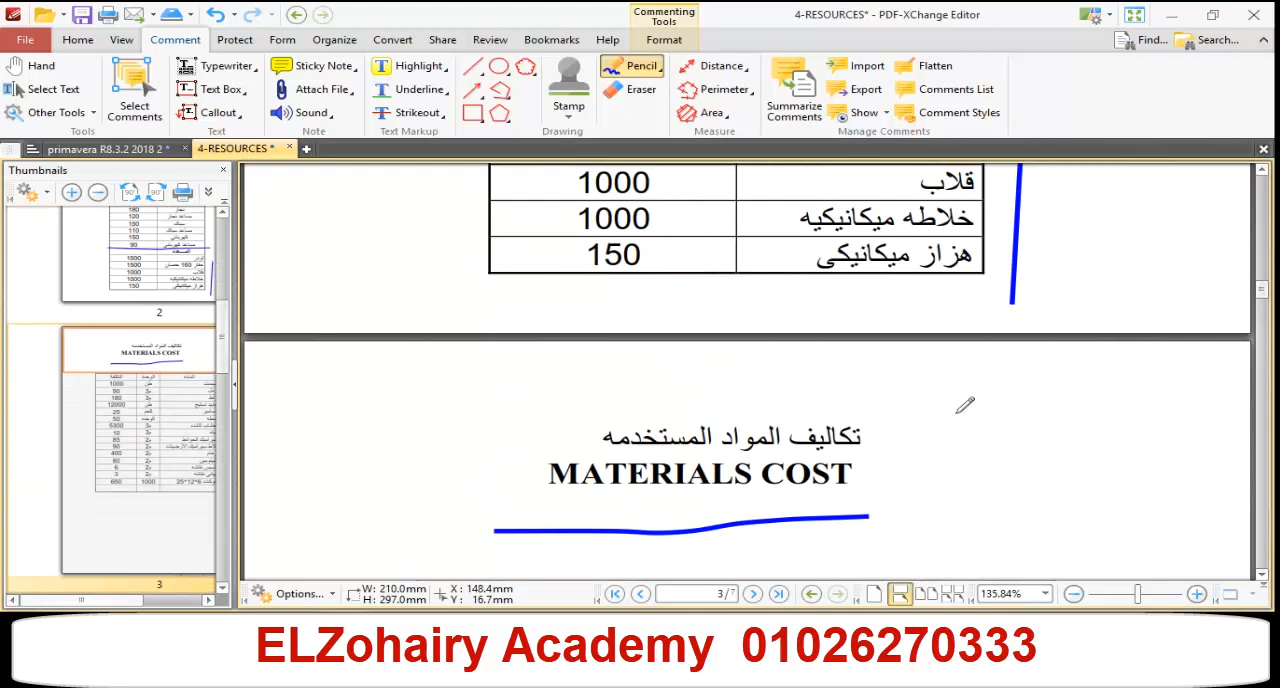 Commenting Tools
4-RESOURCES* - PDF-XChange Editor
File Home View Comment Protect Form Organize Convert Share Review Bookmarks Help Format
Find... Search...
Hand
Select Text
Other Tools
Tools
Select Comments
Typewriter
Text Box
Callout
Text
Sticky Note
Attach File
Sound
Note
Highlight
Underline
Strikeout
Text Markup
Drawing
Stamp
Pencil
Eraser
Distance
Perimeter
Area
Measure
Summarize Comments
Import
Export
Show
Flatten
Comments List
Comment Styles
Manage Comments
primavera R8.3.2 2018 2 *
4-RESOURCES *
Thumbnails
2
تكاليف المواد المستخدمه
MATERIALS COST
3
قلاب 1000
خلاطه ميكانيكيه 1000
هزاز ميكانيكى 150
تكاليف المواد المستخدمه
MATERIALS COST
Options...
W: 210.0mm
H: 297.0mm
X: 148.4mm
Y: 16.7mm
3 / 7
135.84%
ELZohairy Academy 01026270333